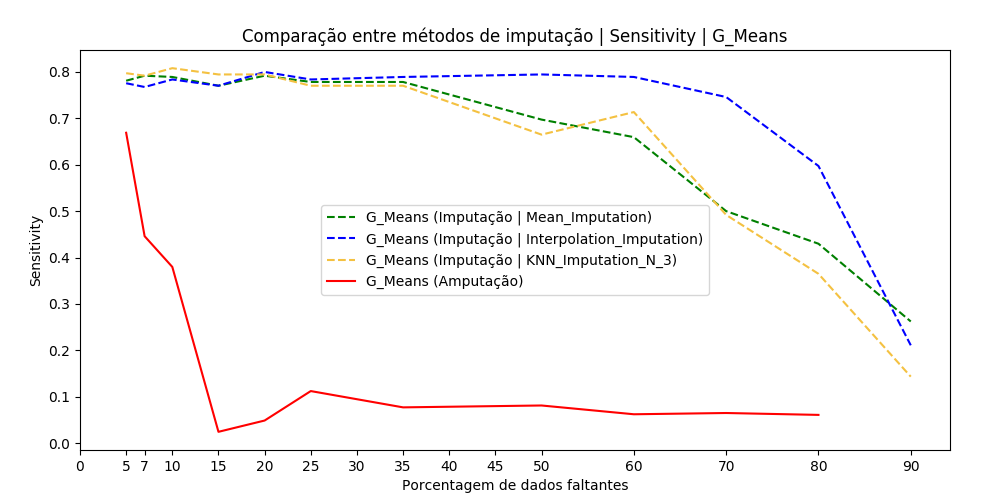 Comparação entre métodos de imputação | Sensitivity | G_Means
Sensitivity
0.8
0.7
0.6
0.5
0.4
0.3
0.2
0.1
0.0
G_Means (Imputação | Mean_Imputation)
G_Means (Imputação | Interpolation_Imputation)
G_Means (Imputação | KNN_Imputation_N_3)
G_Means (Amputação)
0 5 7 10 15 20 25 30 35 40 45 50 60 70 80 90
Porcentagem de dados faltantes